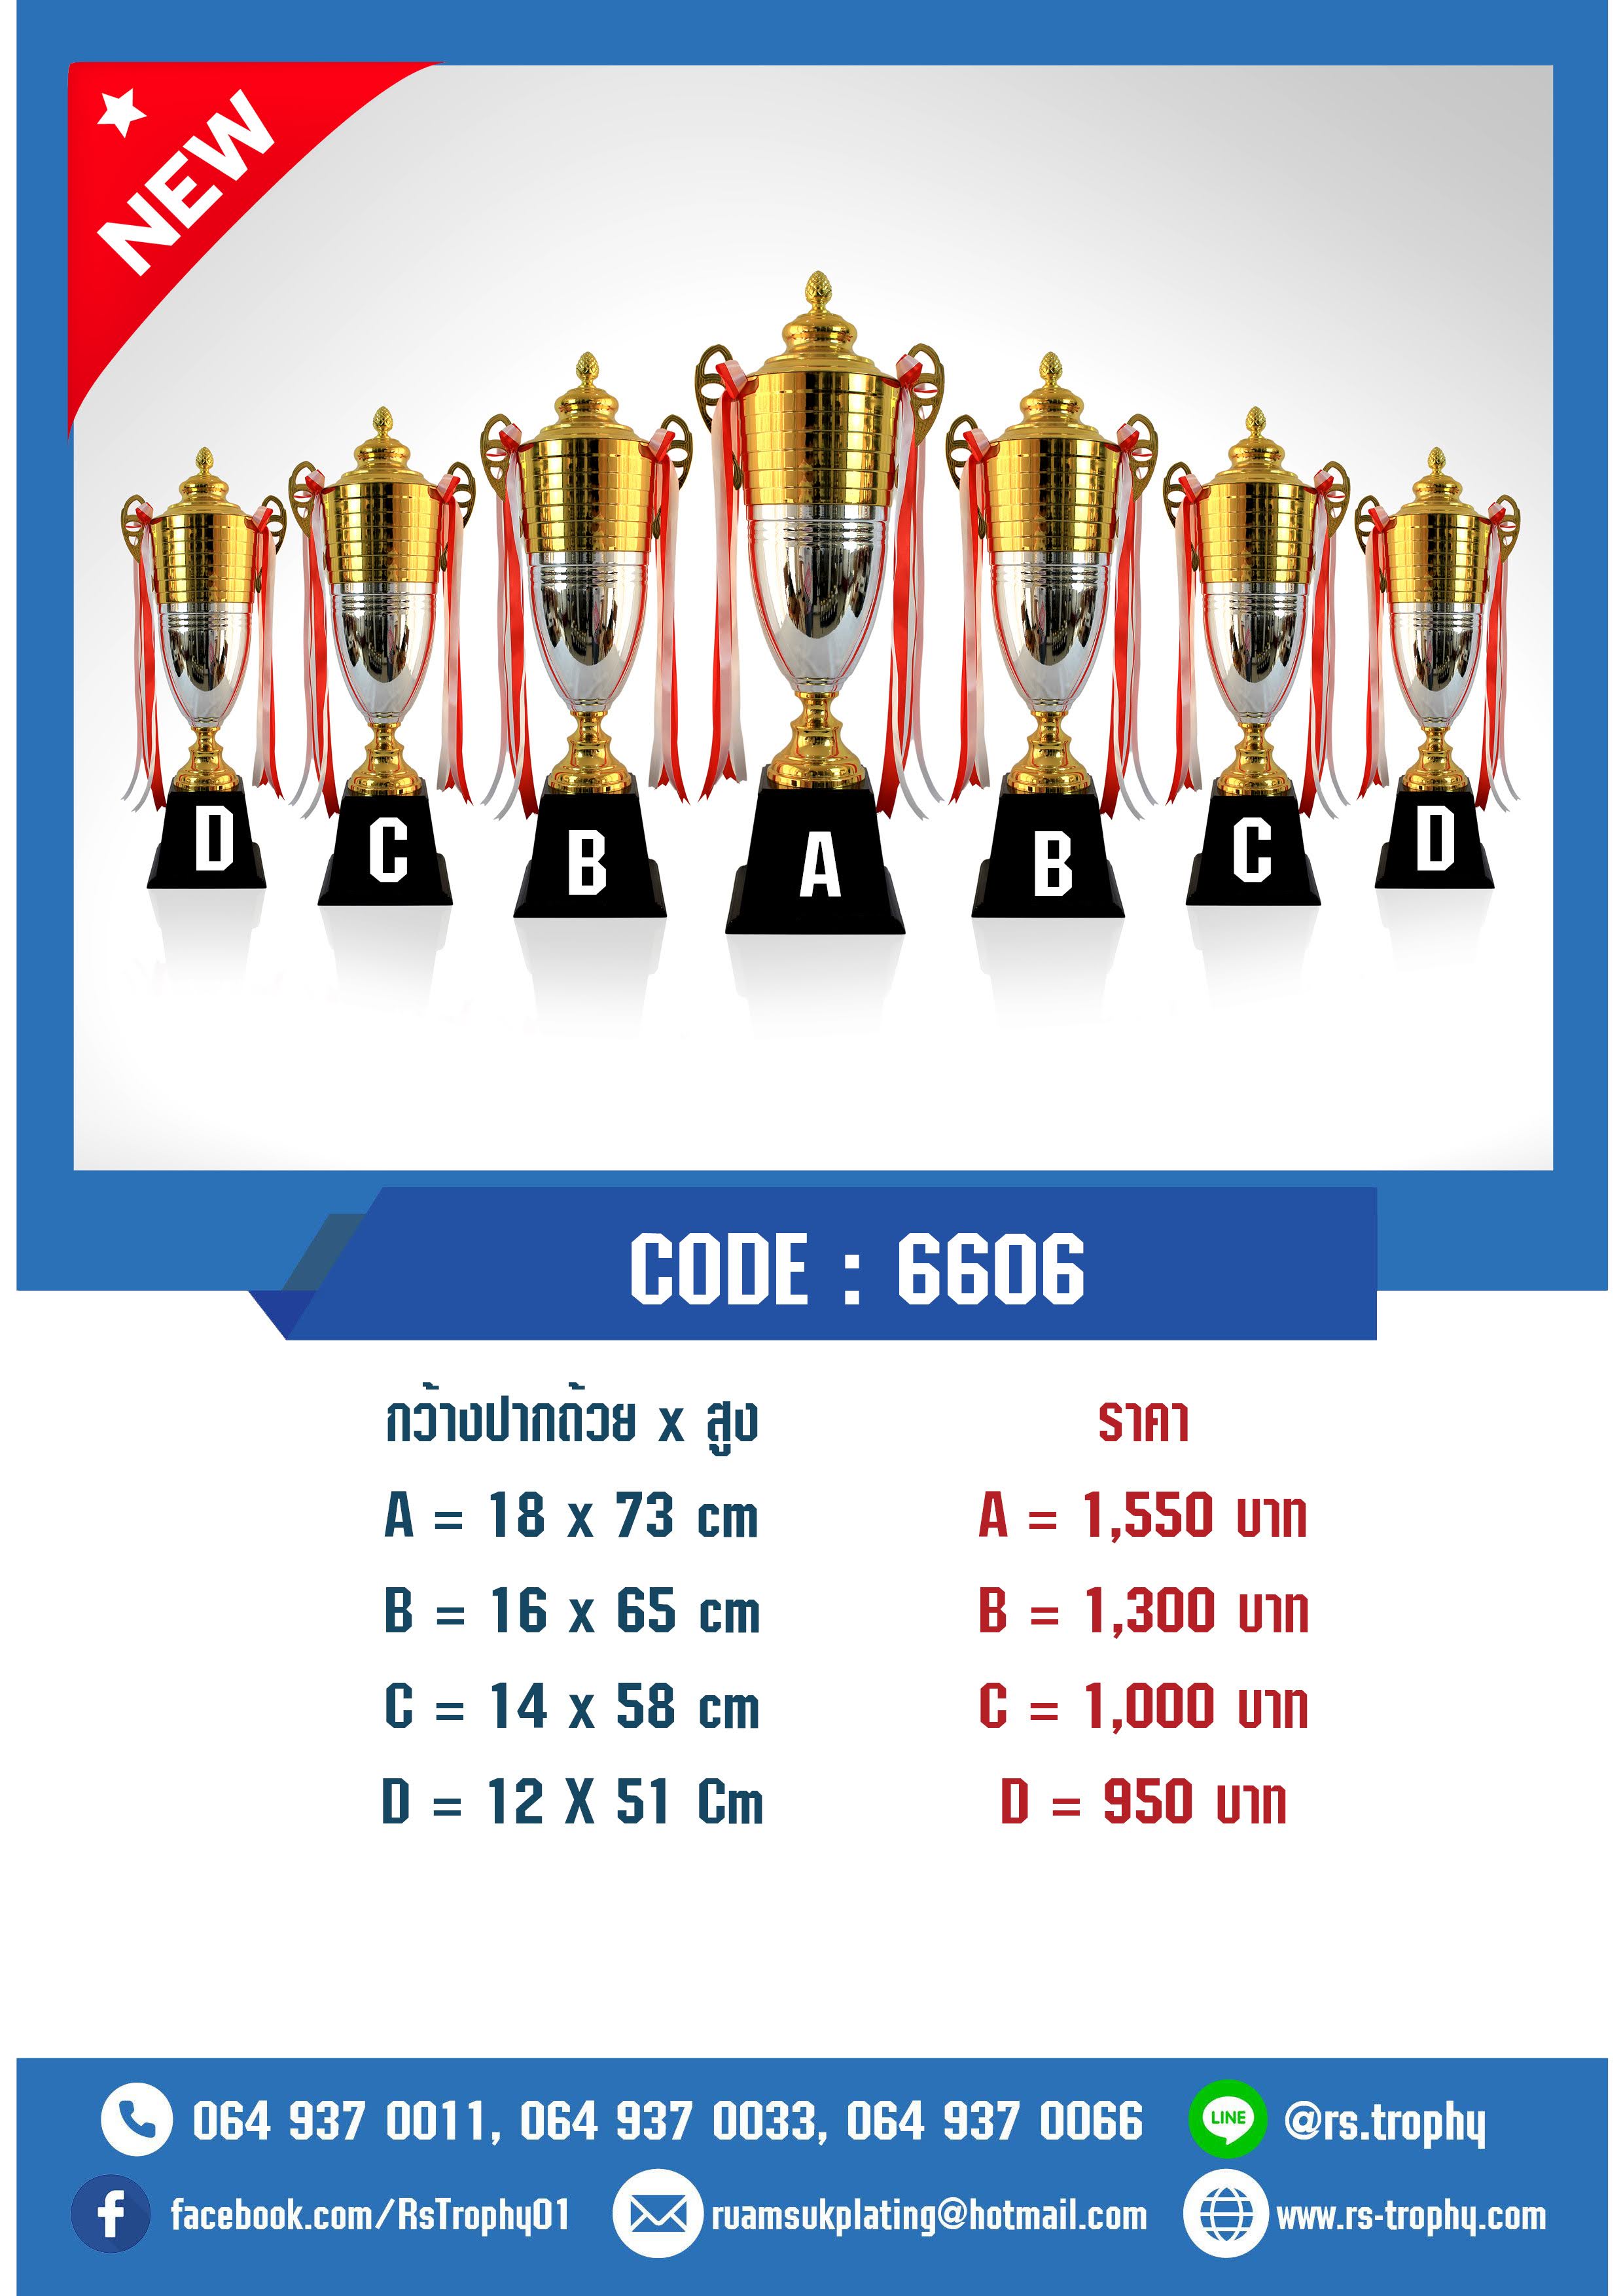 NEW
D C B A B C D
CODE : 6606
กว้างปากถ้วย x สูง
A = 18 x 73 cm
B = 16 x 65 cm
C = 14 x 58 cm
D = 12 X 51 Cm
ราคา
A = 1,550 บาท
B = 1,300 บาท
C = 1,000 บาท
D = 950 บาท
064 937 0011, 064 937 0033, 064 937 0066
LINE @rs.trophy
facebook.com/RsTrophy01
ruamsukplating@hotmail.com
www.rs-trophy.com